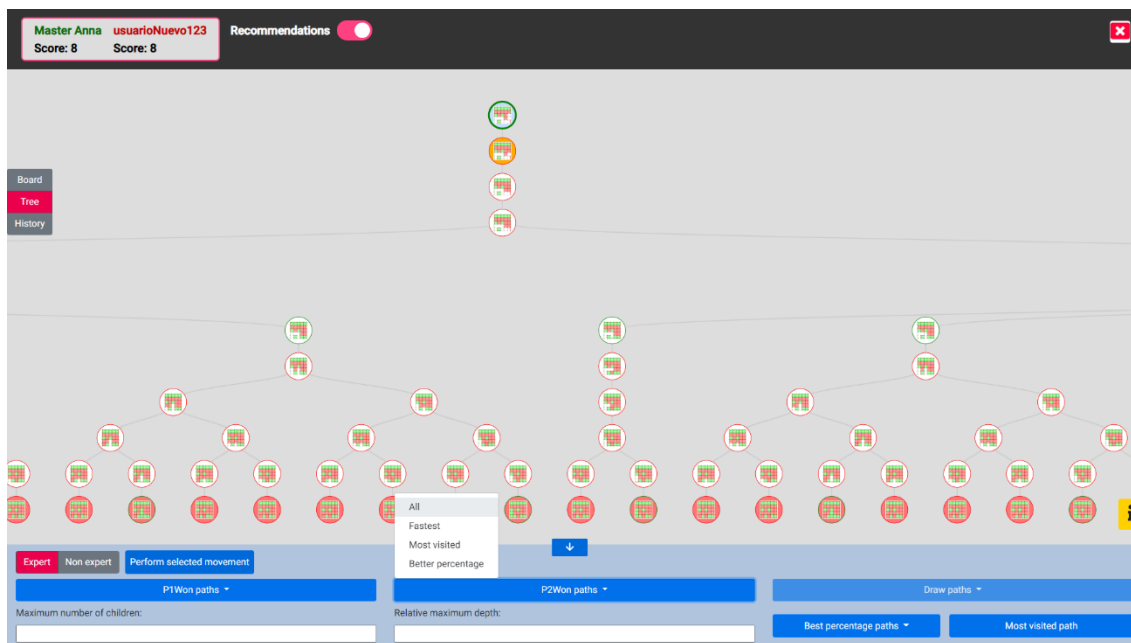 Master Anna usuarioNuevo123 Recommendations
Score: 8 Score: 8
Board
Tree
History
All
Fastest
Most visited
Better percentage
Expert Non expert Perform selected movement
P1Won paths P2Won paths Draw paths
Maximum number of children: Relative maximum depth:
Best percentage paths Most visited path